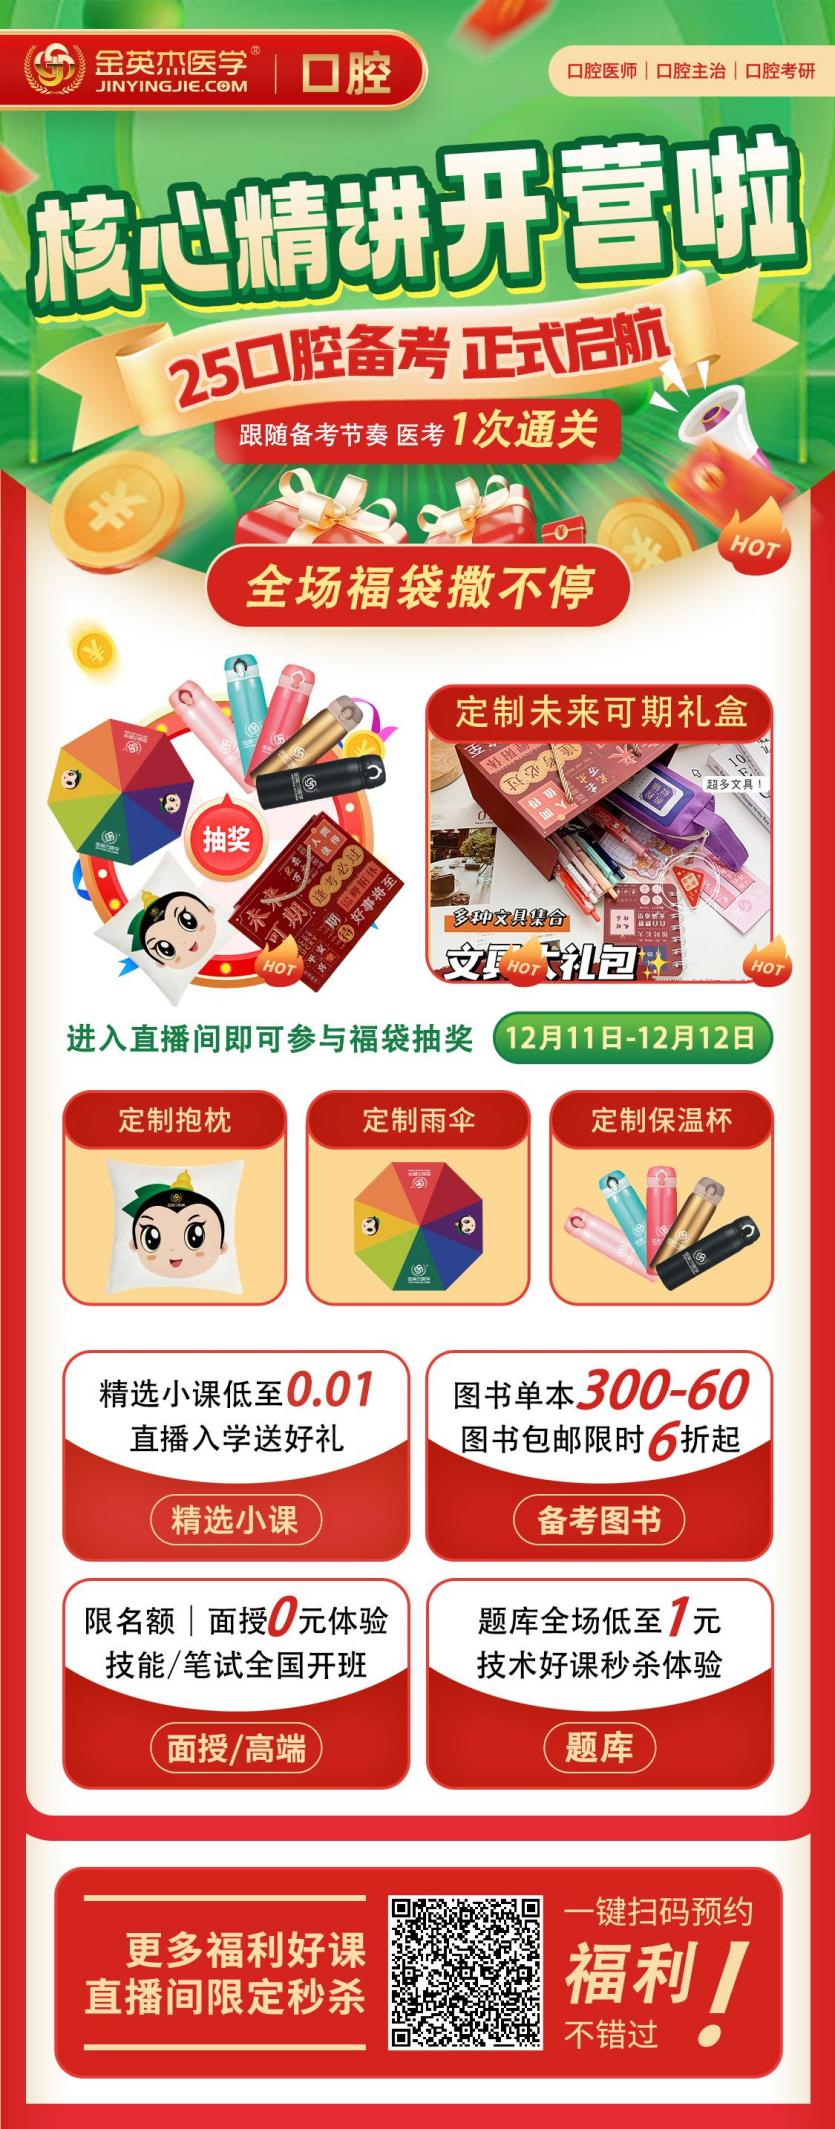 金英杰医学®
JINYINGJIE.COM
口腔
口腔医师｜口腔主治｜口腔考研
核心精讲开营啦
25口腔备考 正式启航
跟随备考节奏 医考1次通关
HOT
全场福袋撒不停
抽奖
HOT
定制未来可期礼盒
超多文具！
多种文具集合
文具大礼包
HOT
HOT
进入直播间即可参与福袋抽奖
12月11日-12月12日
定制抱枕
定制雨伞
定制保温杯
精选小课低至0.01
直播入学送好礼
精选小课
图书单本300-60
图书包邮限时6折起
备考图书
限名额｜面授0元体验
技能/笔试全国开班
面授/高端
题库全场低至1元
技术好课秒杀体验
题库
更多福利好课
直播间限定秒杀
一键扫码预约
福利！
不错过